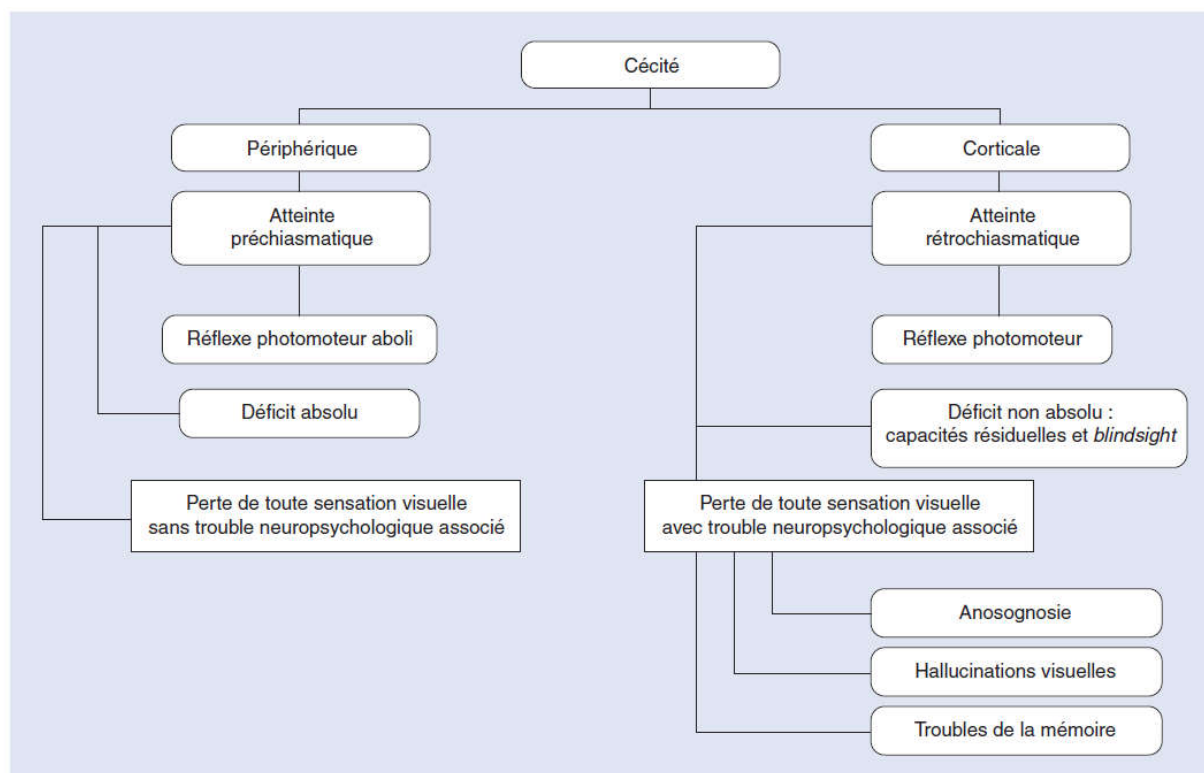 Cécité
Périphérique
Corticale
Atteinte
préchiasmatique
Atteinte
rétrochiasmatique
Réflexe photomoteur aboli
Réflexe photomoteur
Déficit absolu
Déficit non absolu :
capacités résiduelles et blindsight
Perte de toute sensation visuelle
sans trouble neuropsychologique associé
Perte de toute sensation visuelle
avec trouble neuropsychologique associé
Anosognosie
Hallucinations visuelles
Troubles de la mémoire